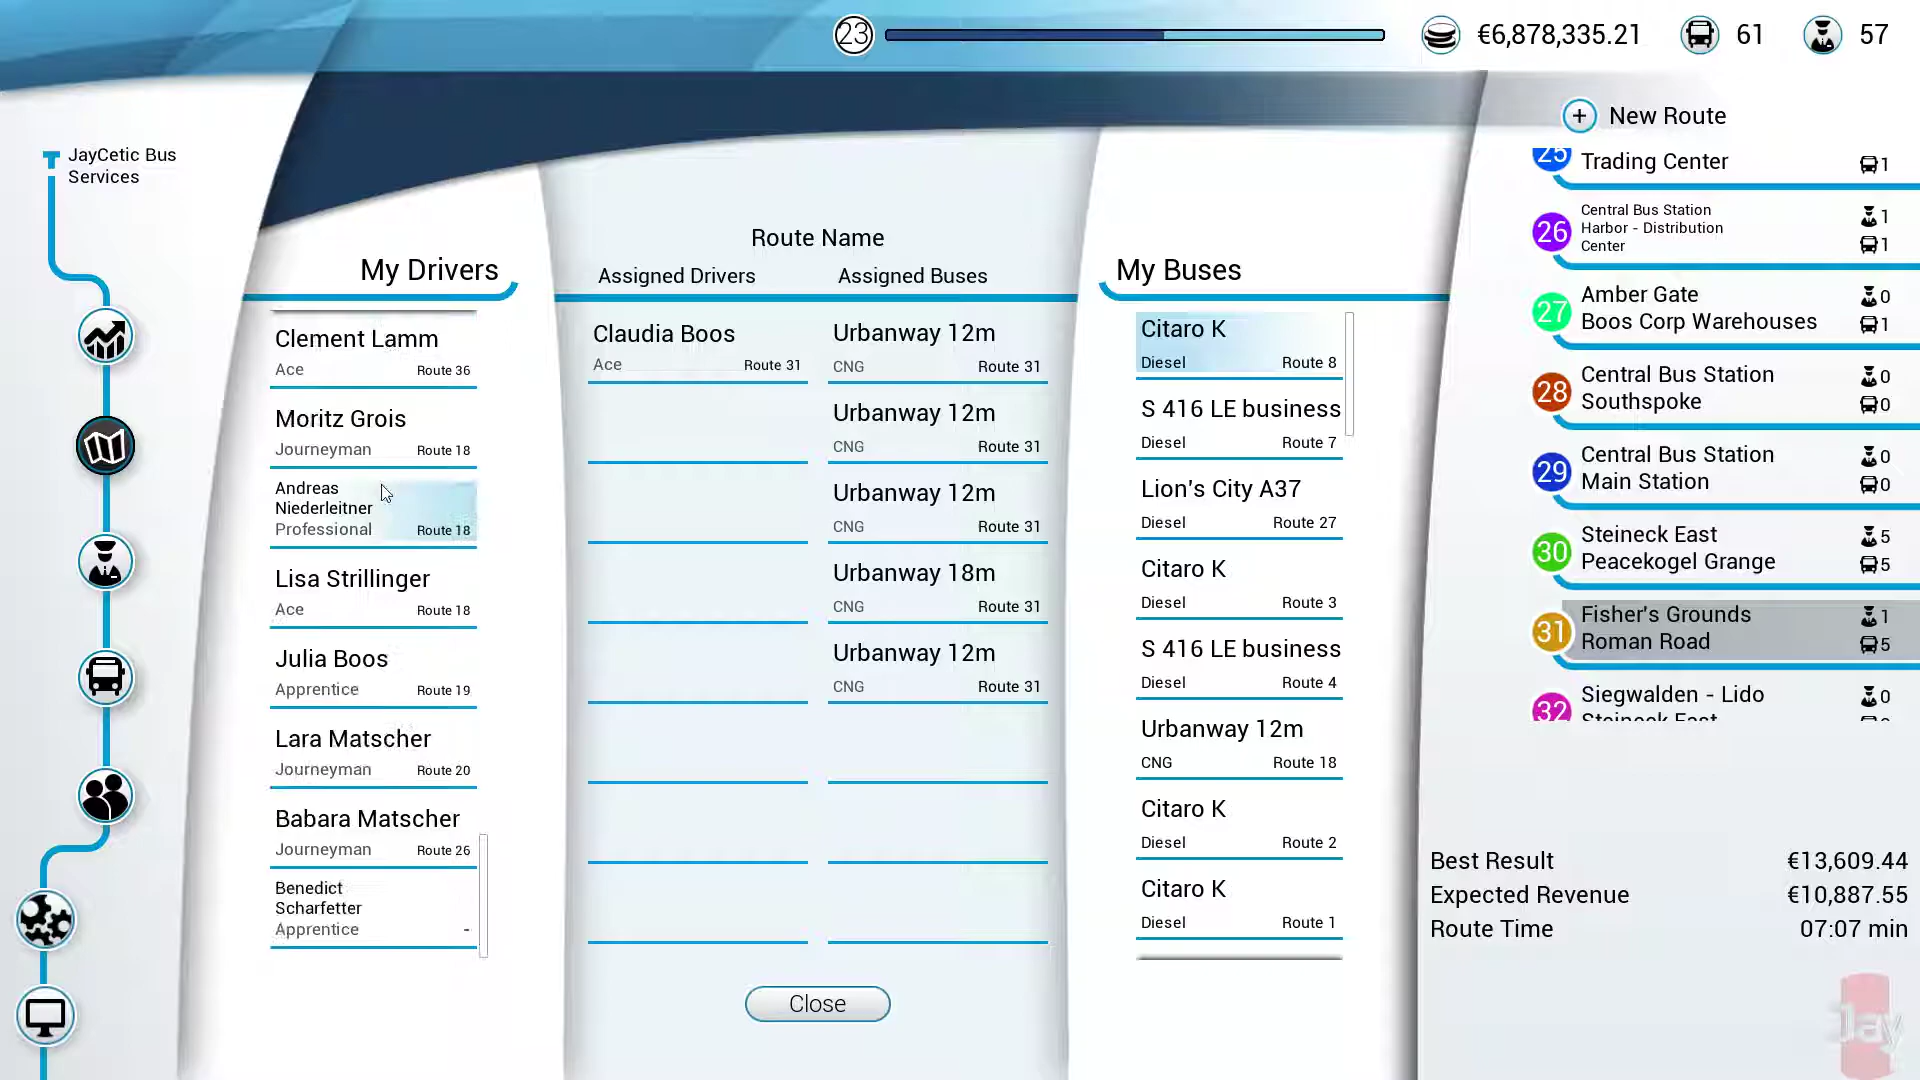 23
€6,878,335.21
61
57
JayCetic Bus
Services
My Drivers
Clement Lamm
Ace
Route 36
Moritz Grois
Journeyman
Route 18
Andreas
Niederleitner
Professional
Route 18
Lisa Strillinger
Ace
Route 18
Julia Boos
Apprentice
Route 19
Lara Matscher
Journeyman
Route 20
Babara Matscher
Journeyman
Route 26
Benedict
Scharfetter
Apprentice
-
Route Name
Assigned Drivers
Assigned Buses
Claudia Boos
Ace
Route 31
Urbanway 12m
CNG
Route 31
Urbanway 12m
CNG
Route 31
Urbanway 12m
CNG
Route 31
Urbanway 18m
CNG
Route 31
Urbanway 12m
CNG
Route 31
Close
My Buses
Citaro K
Diesel
Route 8
S 416 LE business
Diesel
Route 7
Lion's City A37
Diesel
Route 27
Citaro K
Diesel
Route 3
S 416 LE business
Diesel
Route 4
Urbanway 12m
CNG
Route 18
Citaro K
Diesel
Route 2
Citaro K
Diesel
Route 1
+ New Route
25
Trading Center
1
26
Central Bus Station
Harbor - Distribution
Center
1
1
27
Amber Gate
Boos Corp Warehouses
0
1
28
Central Bus Station
Southspoke
0
0
29
Central Bus Station
Main Station
0
0
30
Steineck East
Peacekogel Grange
5
5
31
Fisher's Grounds
Roman Road
1
5
32
Siegwalden - Lido
Steineck East
0
Best Result
€13,609.44
Expected Revenue
€10,887.55
Route Time
07:07 min
Jay